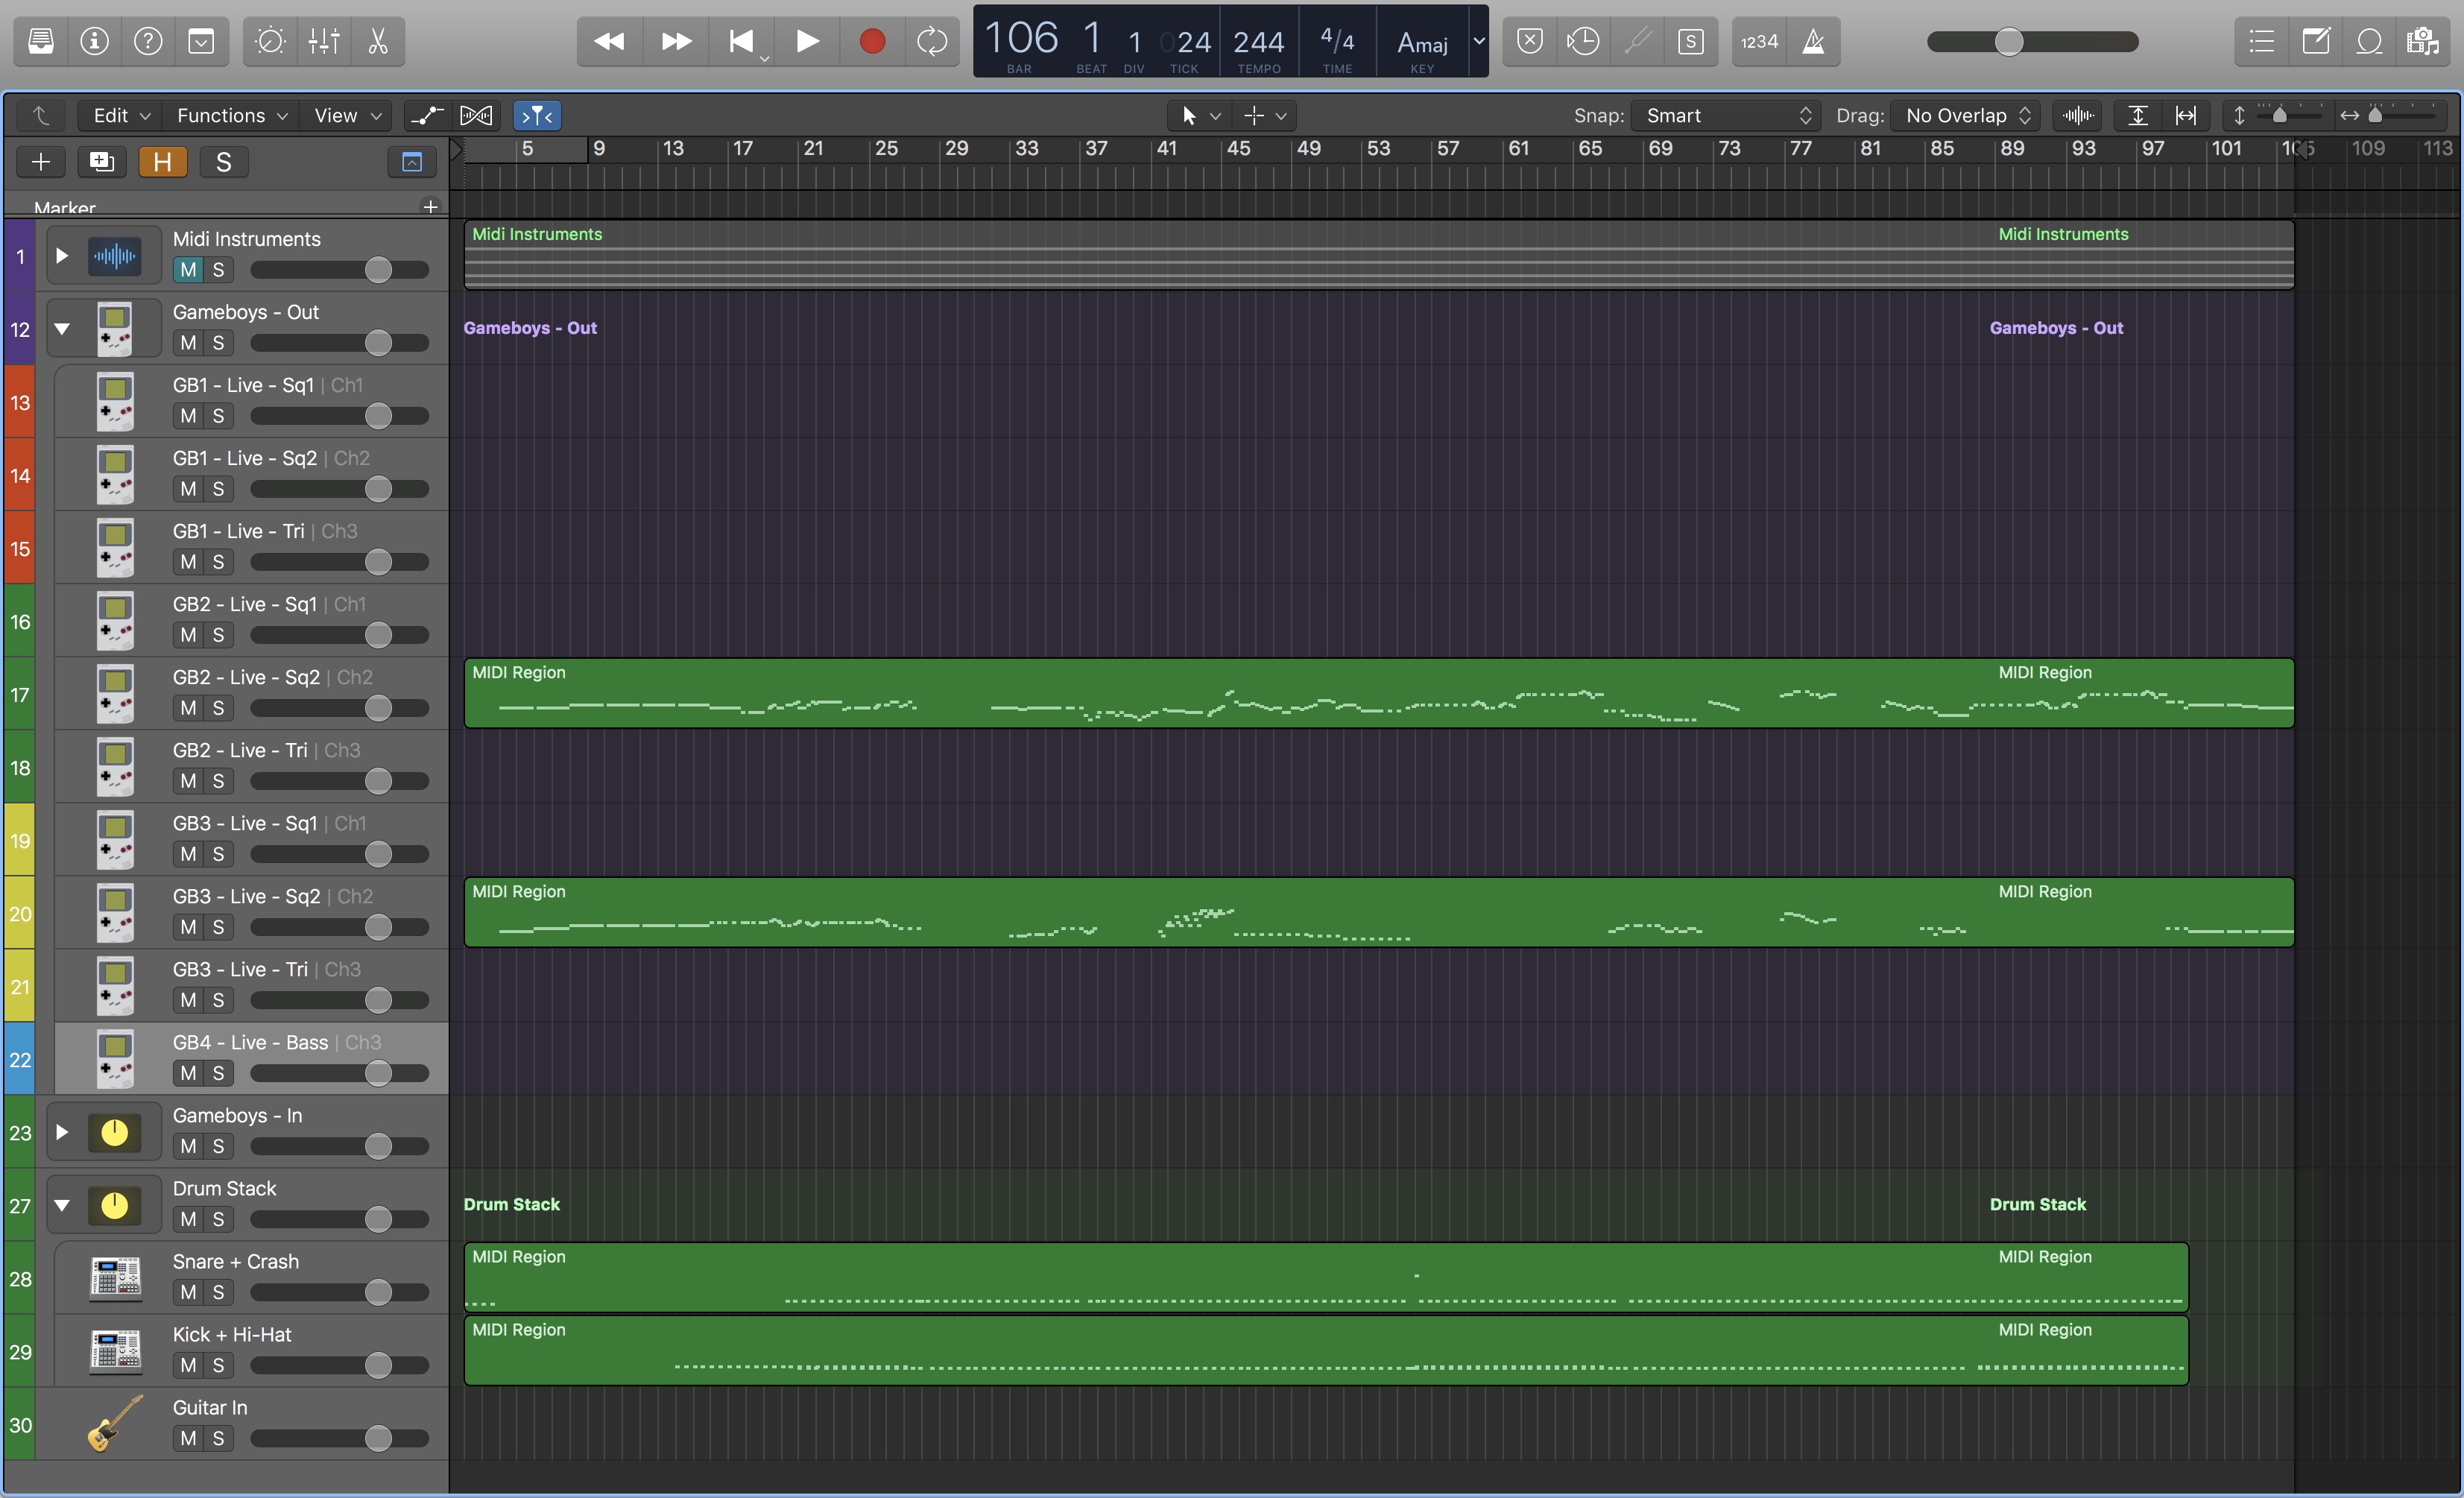 106 1 1 024 244 4/4 Amaj
BAR BEAT DIV TICK TEMPO TIME KEY
S 1234
Edit Functions View Snap: Smart Drag: No Overlap
H S
5 9 13 17 21 25 29 33 37 41 45 49 53 57 61 65 69 73 77 81 85 89 93 97 101 105 109 113
Marker
1 Midi Instruments
M S
Midi Instruments Midi Instruments
12 Gameboys - Out
M S
Gameboys - Out Gameboys - Out
13 GB1 - Live - Sq1 | Ch1
M S
14 GB1 - Live - Sq2 | Ch2
M S
15 GB1 - Live - Tri | Ch3
M S
16 GB2 - Live - Sq1 | Ch1
M S
17 GB2 - Live - Sq2 | Ch2
M S
MIDI Region MIDI Region
18 GB2 - Live - Tri | Ch3
M S
19 GB3 - Live - Sq1 | Ch1
M S
20 GB3 - Live - Sq2 | Ch2
M S
MIDI Region MIDI Region
21 GB3 - Live - Tri | Ch3
M S
22 GB4 - Live - Bass | Ch3
M S
23 Gameboys - In
M S
27 Drum Stack
M S
Drum Stack Drum Stack
28 Snare + Crash
M S
MIDI Region MIDI Region
29 Kick + Hi-Hat
M S
MIDI Region MIDI Region
30 Guitar In
M S